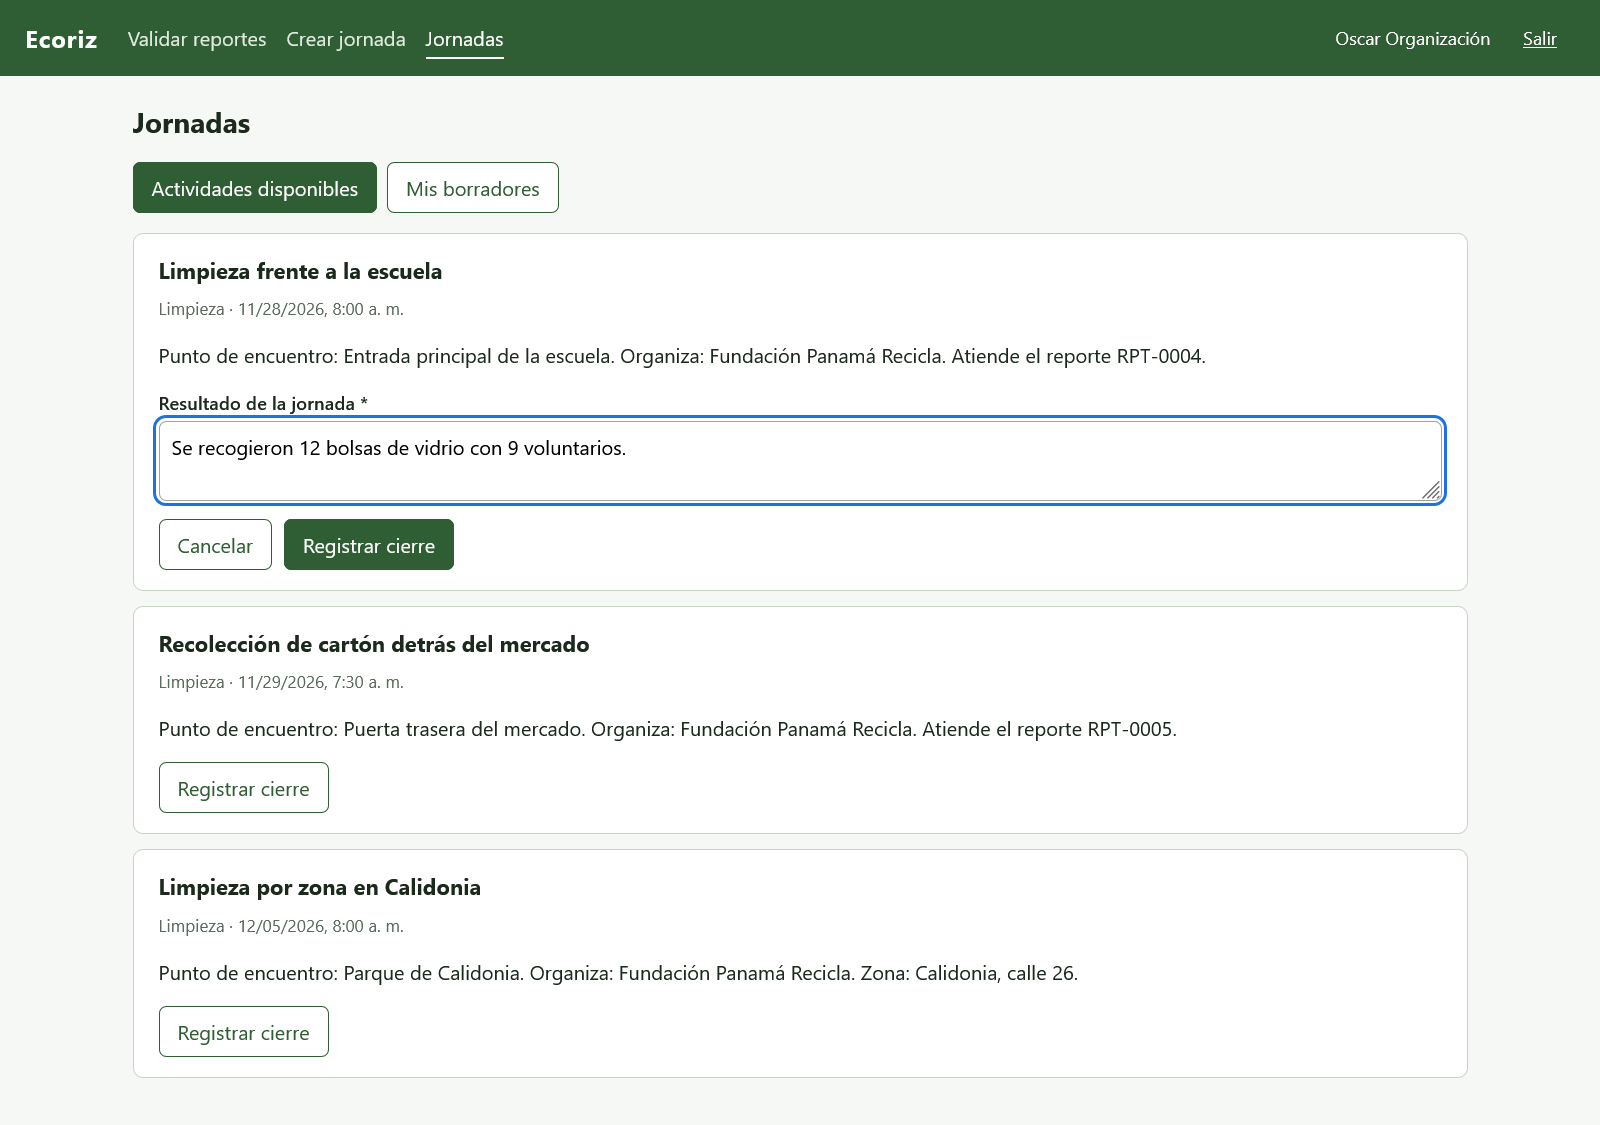 Ecoriz Validar reportes Crear jornada Jornadas Oscar Organización Salir
Jornadas
Actividades disponibles Mis borradores
Limpieza frente a la escuela
Limpieza · 11/28/2026, 8:00 a. m.
Punto de encuentro: Entrada principal de la escuela. Organiza: Fundación Panamá Recicla. Atiende el reporte RPT-0004.
Resultado de la jornada *
Se recogieron 12 bolsas de vidrio con 9 voluntarios.
Cancelar Registrar cierre
Recolección de cartón detrás del mercado
Limpieza · 11/29/2026, 7:30 a. m.
Punto de encuentro: Puerta trasera del mercado. Organiza: Fundación Panamá Recicla. Atiende el reporte RPT-0005.
Registrar cierre
Limpieza por zona en Calidonia
Limpieza · 12/05/2026, 8:00 a. m.
Punto de encuentro: Parque de Calidonia. Organiza: Fundación Panamá Recicla. Zona: Calidonia, calle 26.
Registrar cierre